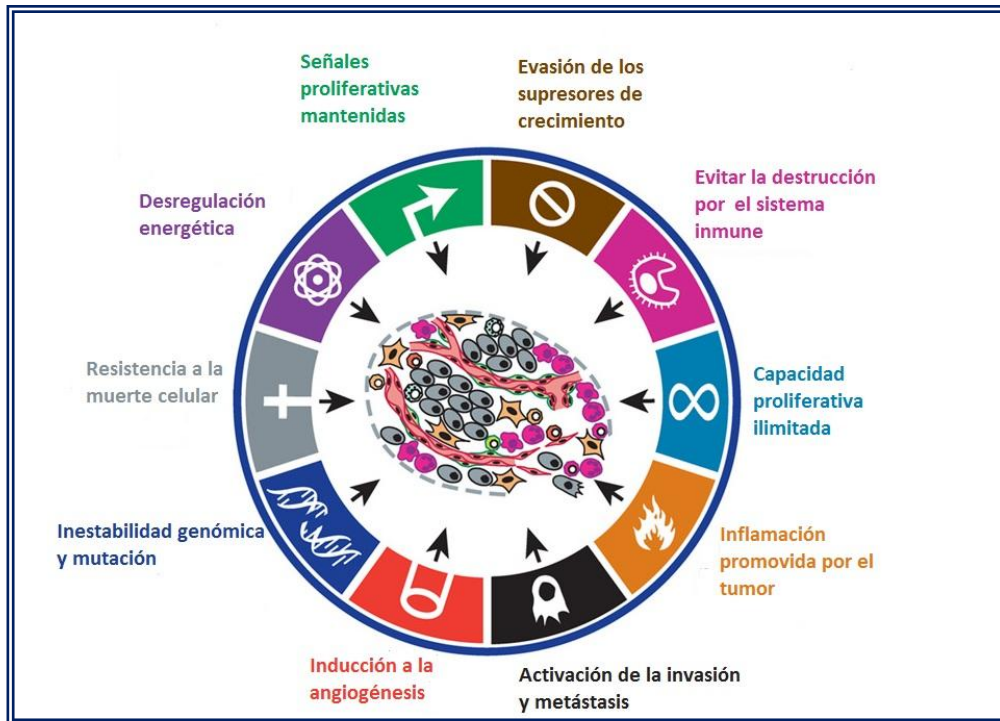 Señales
proliferativas
mantenidas
Evasión de los
supresores de
crecimiento
Evitar la destrucción
por el sistema
inmune
Capacidad
proliferativa
ilimitada
Inflamación
promovida por el
tumor
Activación de la invasión
y metástasis
Inducción a la
angiogénesis
Inestabilidad genómica
y mutación
Resistencia a la
muerte celular
Desregulación
energética